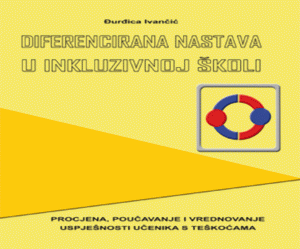 Đurđica Ivančić
DIFERENCIRANA NASTAVA
U INKLUZIVNOJ ŠKOLI
PROCJENA, POUČAVANJE I VREDNOVANJE
USPJEŠNOSTI UČENIKA S TEŠKOĆAMA